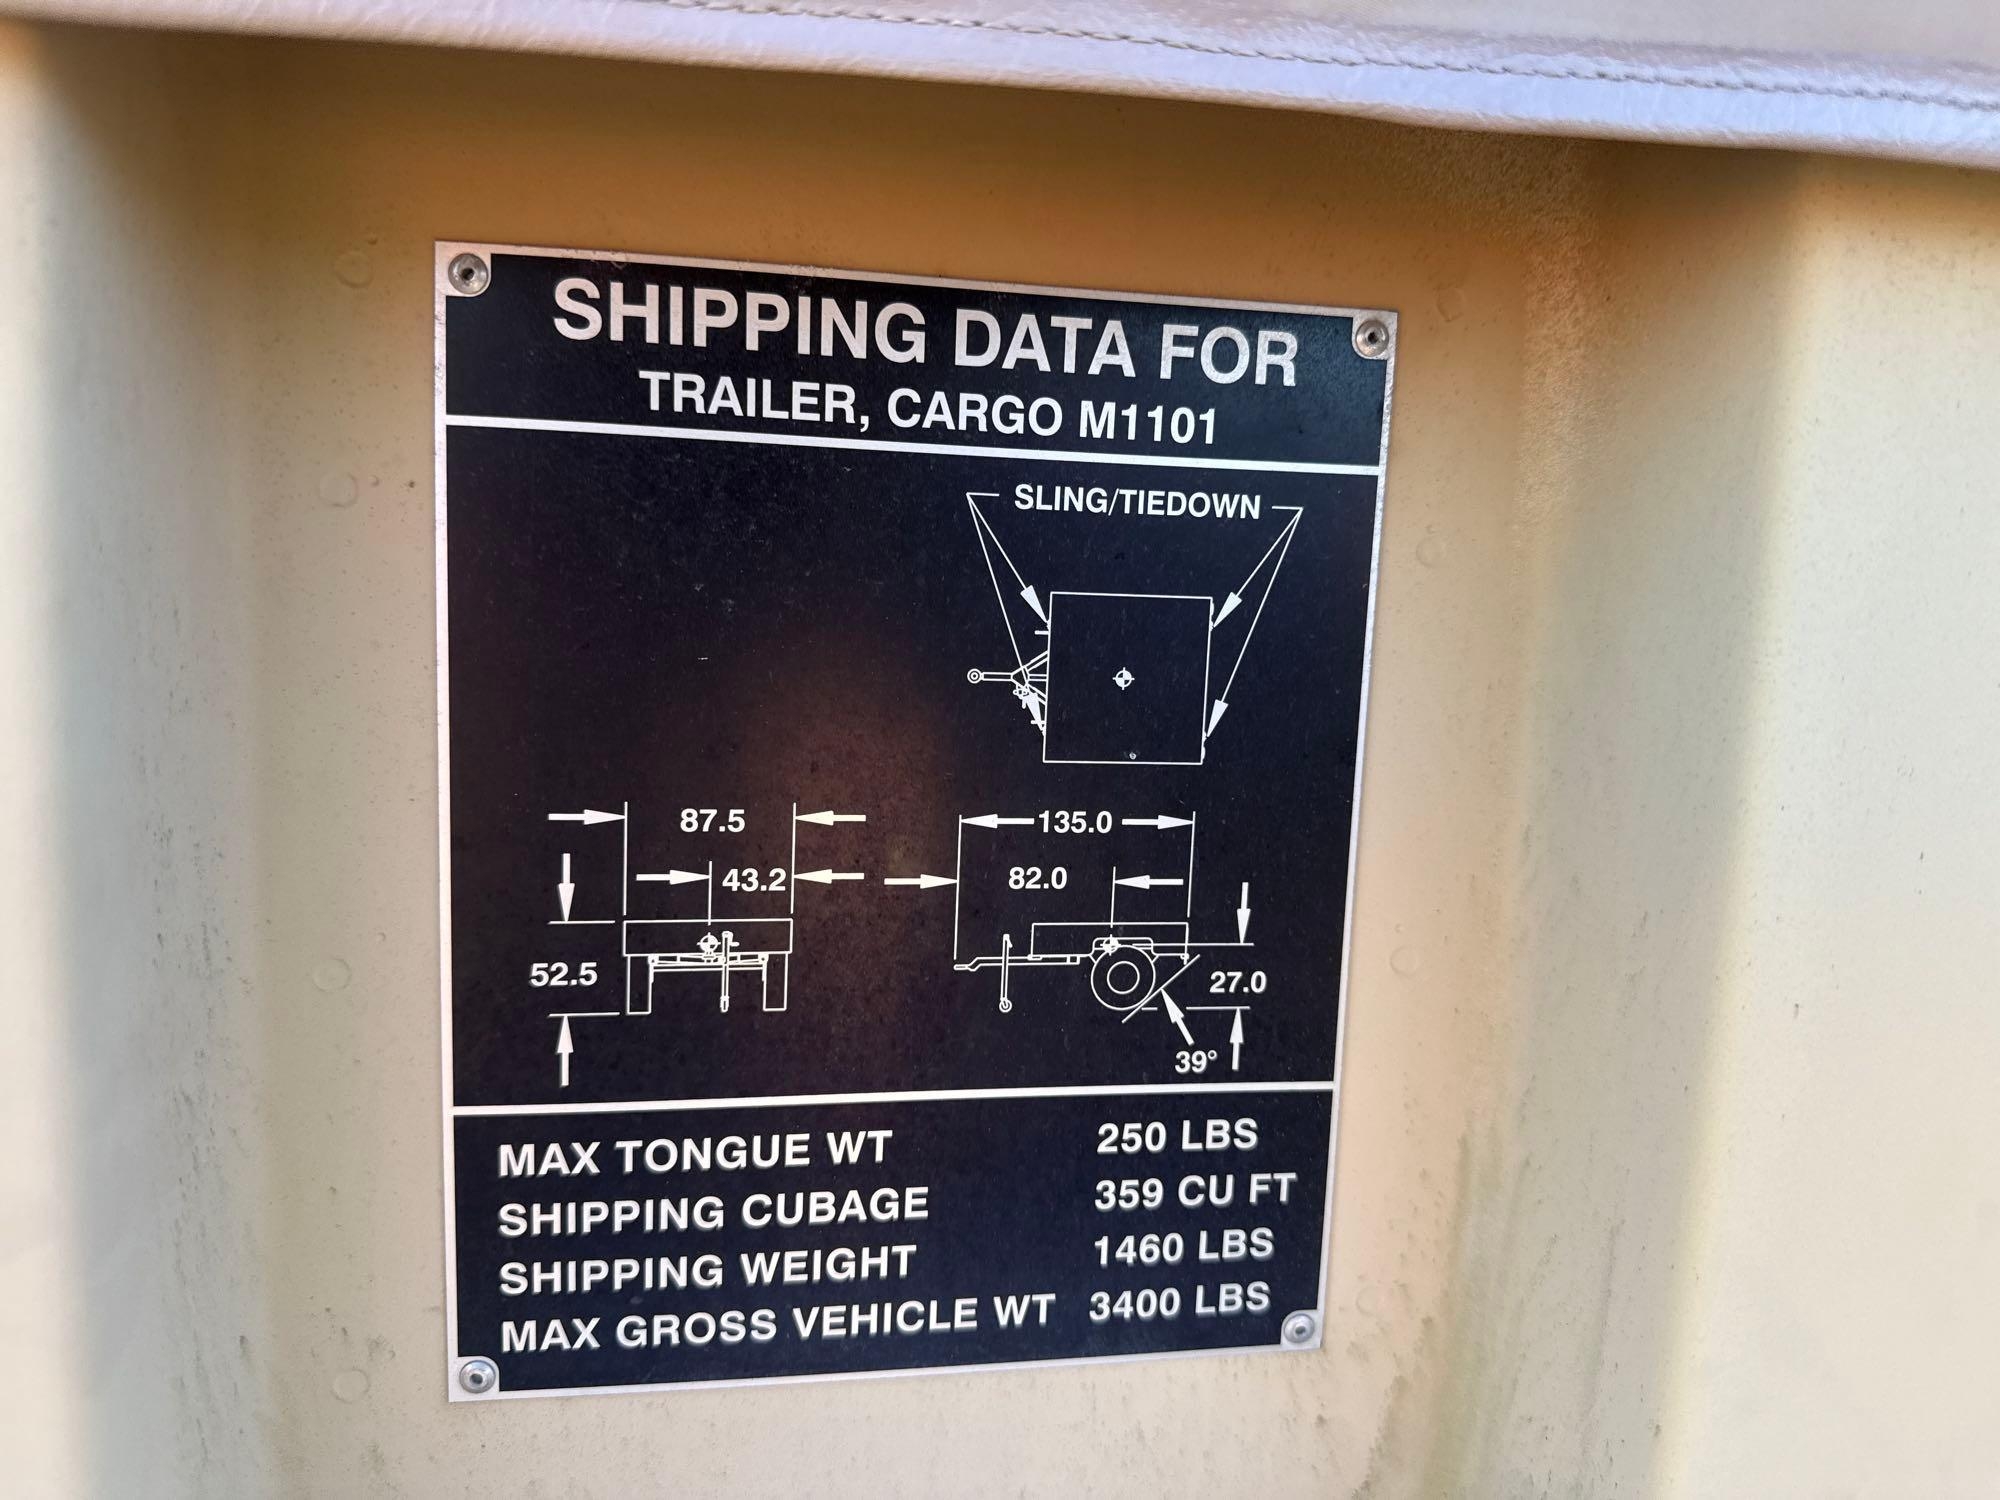 SHIPPING DATA FOR
TRAILER, CARGO M1101
SLING/TIEDOWN
87.5
135.0
43.2
82.0
52.5
27.0
39°
MAX TONGUE WT 250 LBS
SHIPPING CUBAGE 359 CU FT
SHIPPING WEIGHT 1460 LBS
MAX GROSS VEHICLE WT 3400 LBS